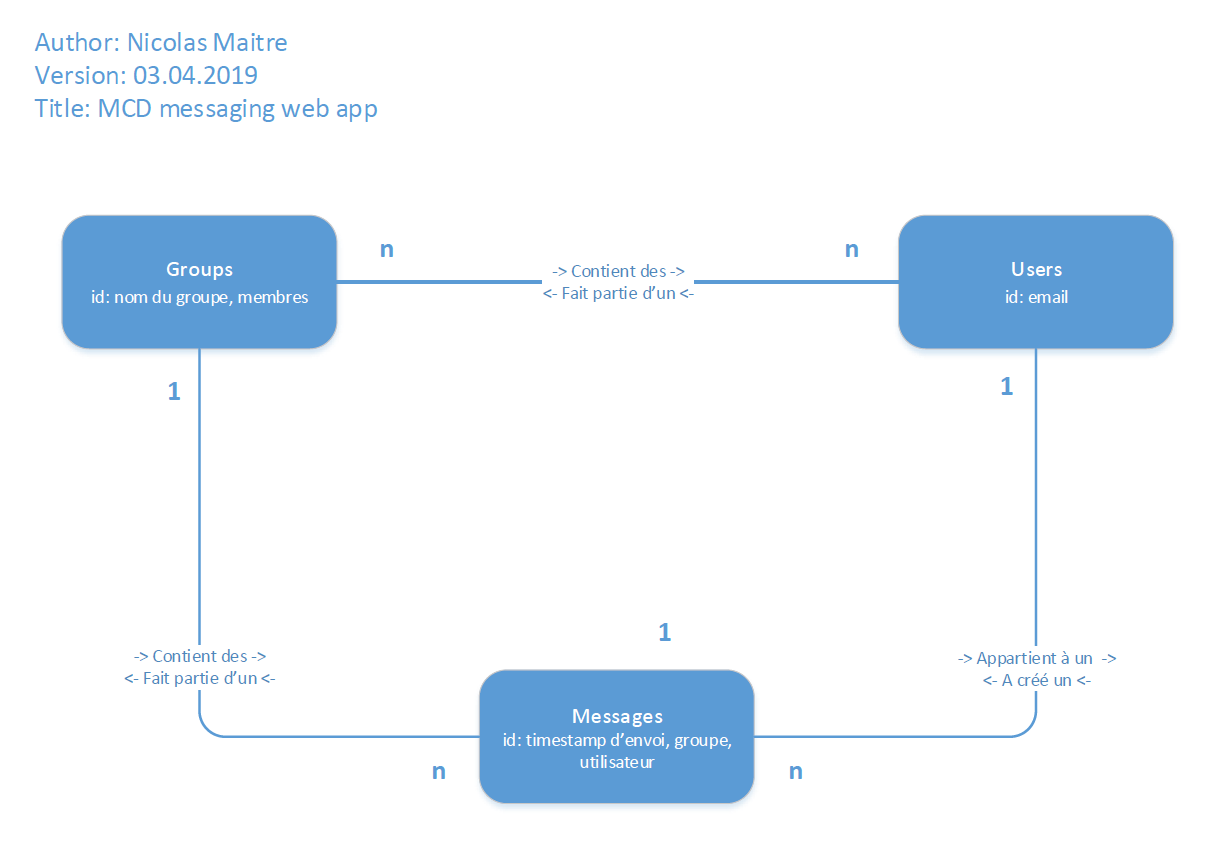 Author: Nicolas Maitre
Version: 03.04.2019
Title: MCD messaging web app
Groups
id: nom du groupe, membres
n
-> Contient des ->
<- Fait partie d’un <-
n
Users
id: email
1
1
-> Contient des ->
<- Fait partie d’un <-
1
-> Appartient à un  ->
<- A créé un <-
Messages
id: timestamp d’envoi, groupe,
utilisateur
n
n